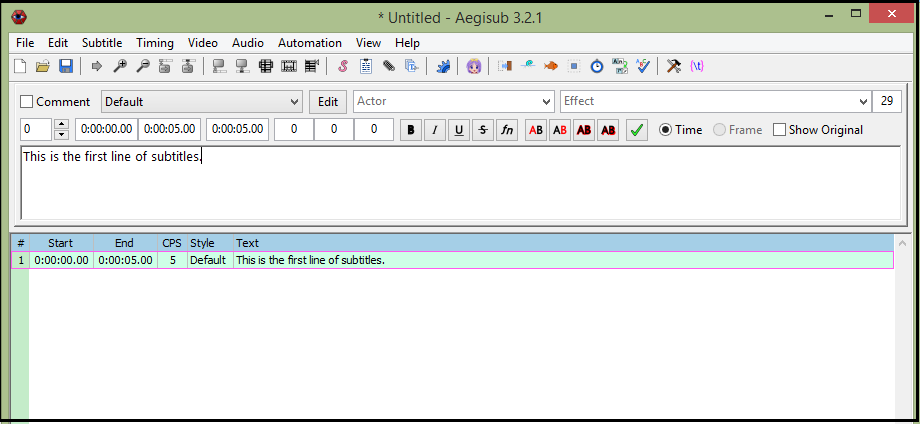 * Untitled - Aegisub 3.2.1
File Edit Subtitle Timing Video Audio Automation View Help
Comment Default Edit Actor Effect 29
0 0:00:00.00 0:00:05.00 0:00:05.00 0 0 0 B I U S fn AB AB AB AB Time Frame Show Original
This is the first line of subtitles.
# Start End CPS Style Text
1 0:00:00.00 0:00:05.00 5 Default This is the first line of subtitles.